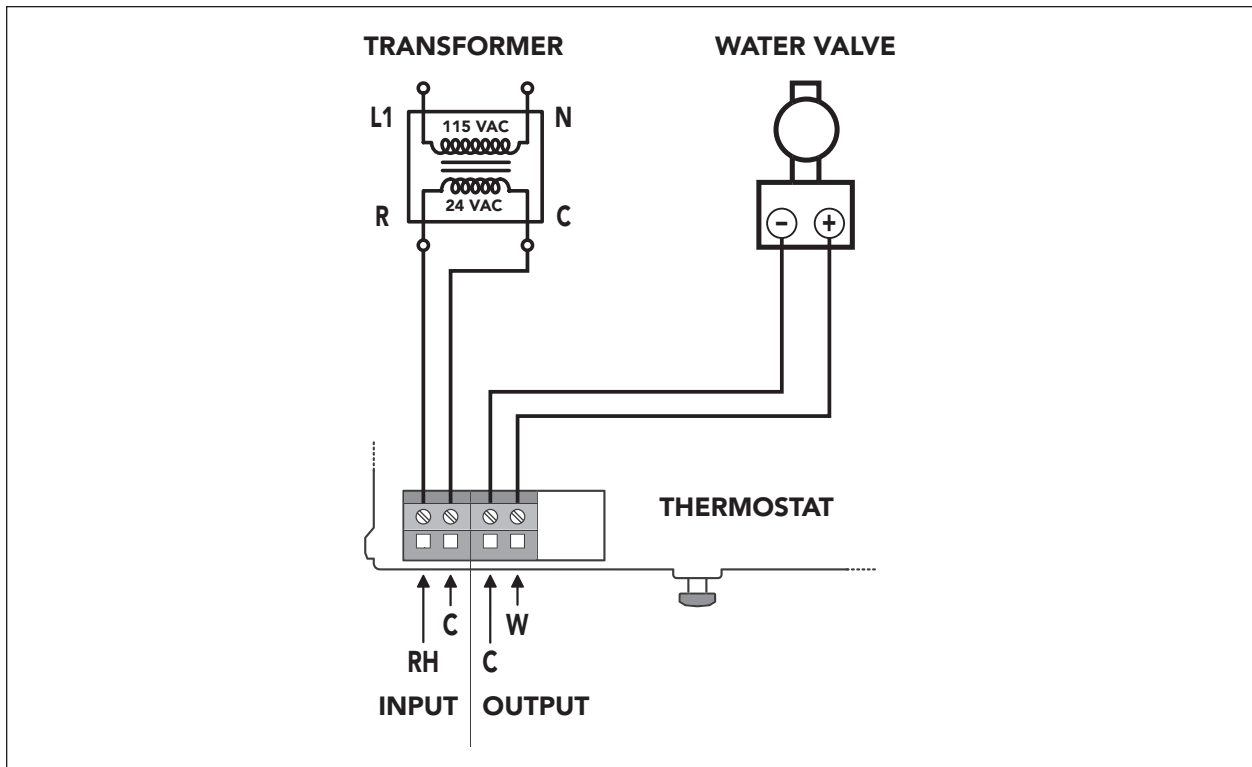 TRANSFORMER
WATER VALVE
L1
115 VAC
N
R
24 VAC
C
- +
THERMOSTAT
C
W
RH
C
INPUT
OUTPUT